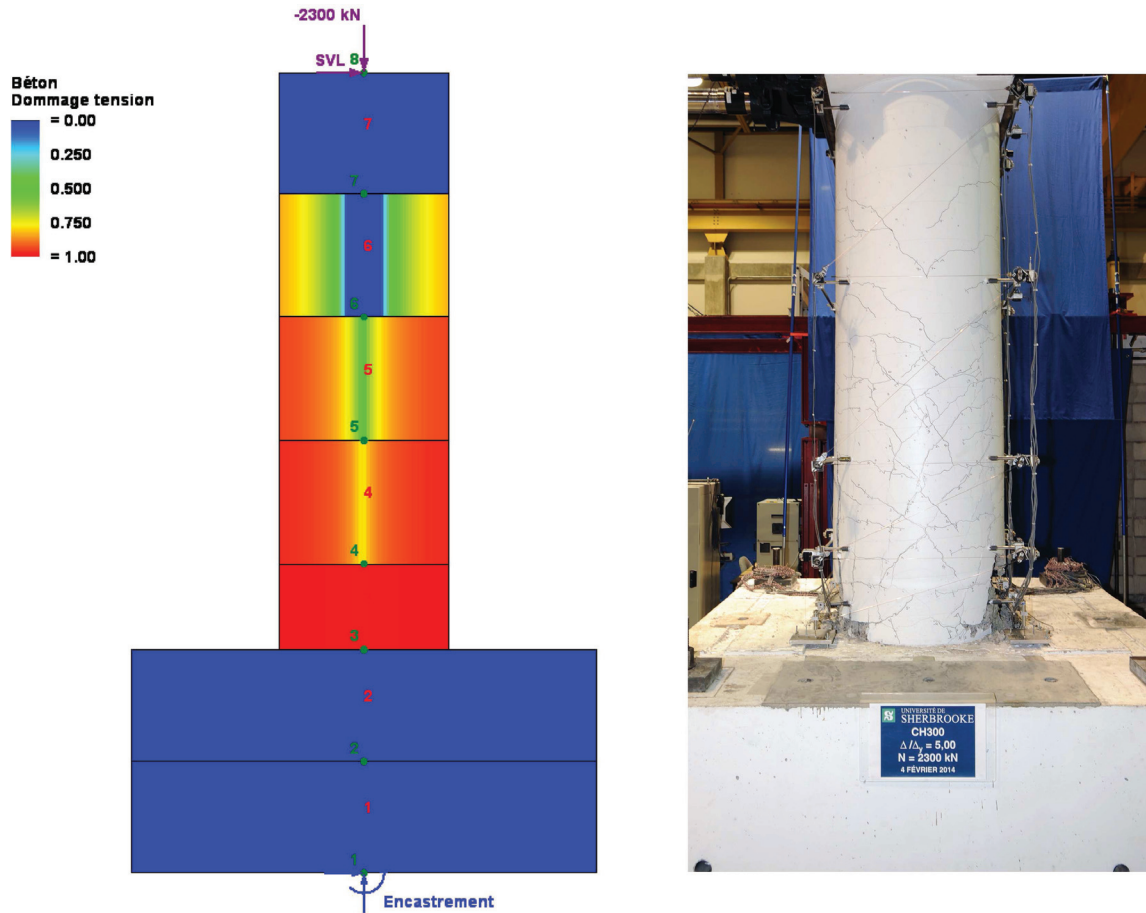 -2300 kN
SVL
8
Béton
Dommage tension
= 0.00
0.250
0.500
0.750
= 1.00
7
7
6
6
5
5
4
4
3
2
2
1
1
Encastrement
UNIVERSITÉ DE
SHERBROOKE
CH300
Δ/Δy = 5,00
N = 2300 kN
4 FÉVRIER 2014